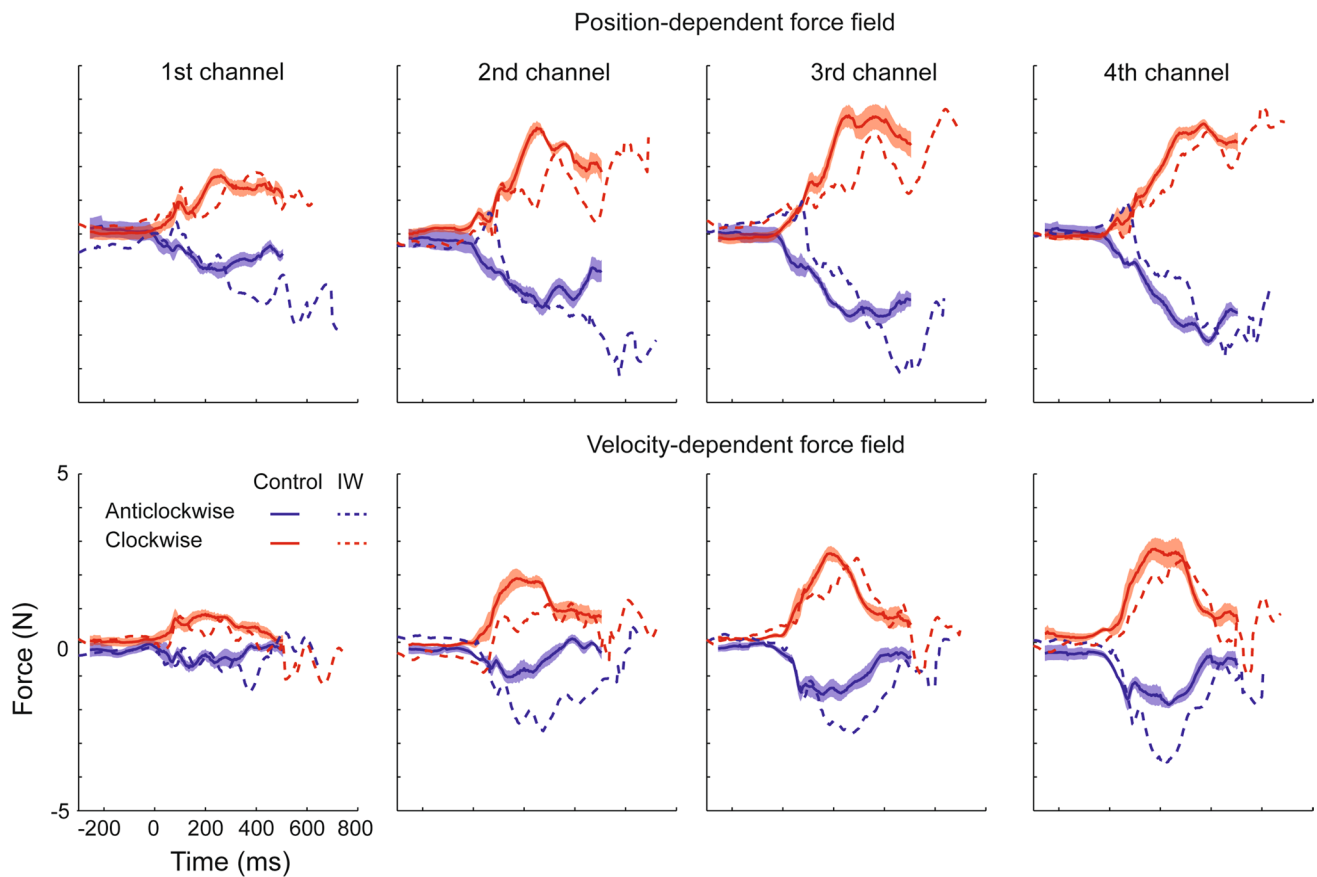 Position-dependent force field
1st channel
2nd channel
3rd channel
4th channel
Velocity-dependent force field
5
Control IW
Anticlockwise
Clockwise
0
Force (N)
-5
-200 0 200 400 600 800
Time (ms)